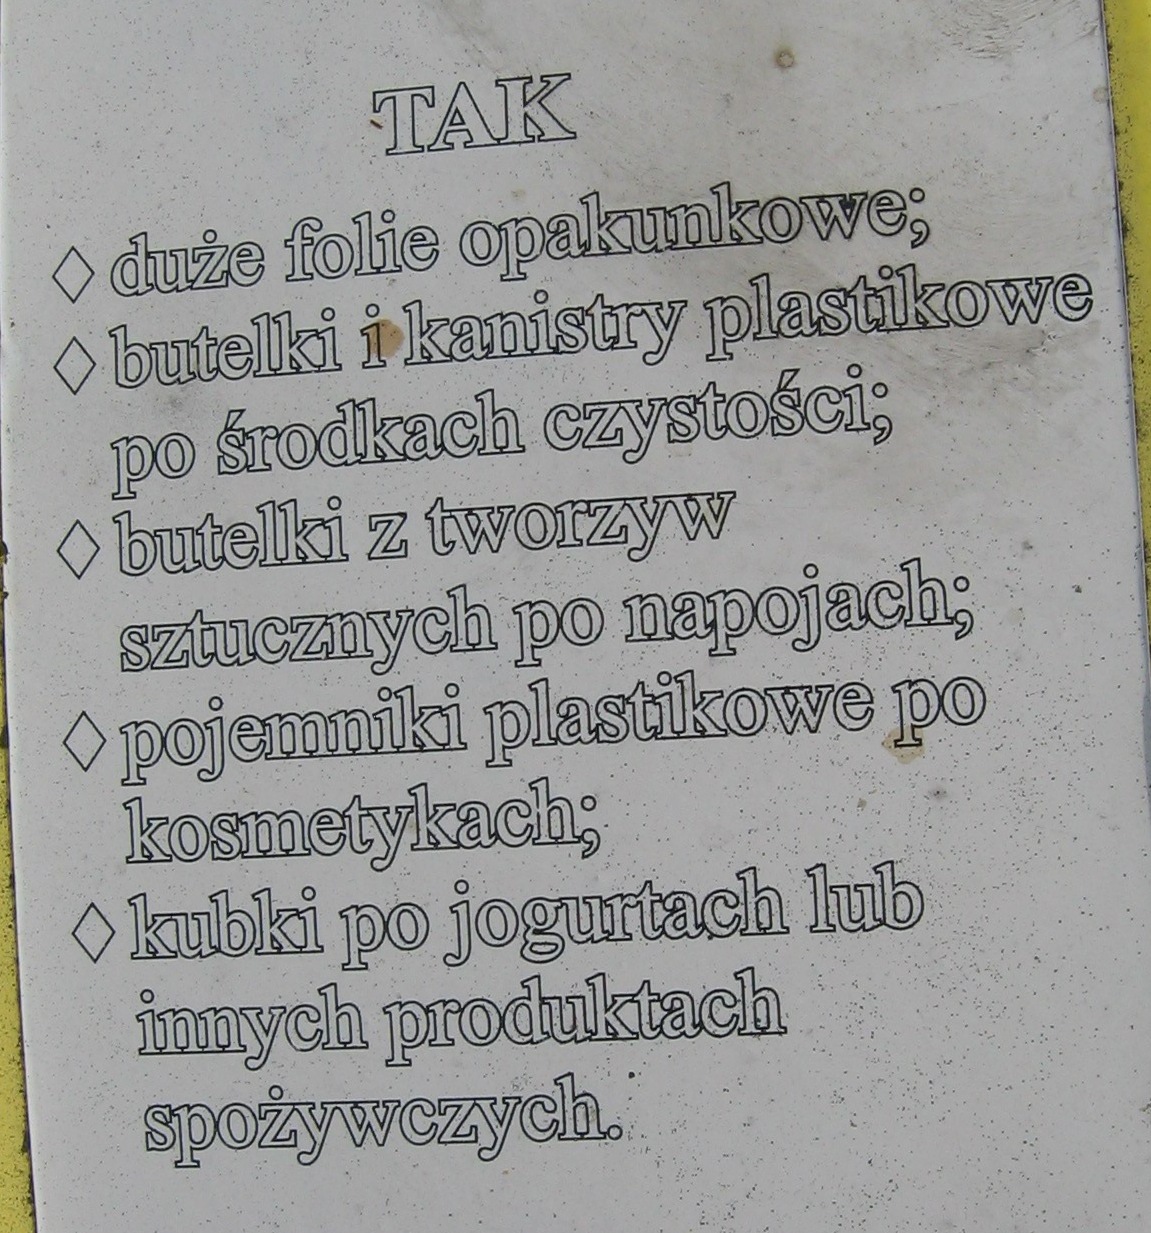 TAK
◊ duże folie opakunkowe;
◊ butelki i kanistry plastikowe
po środkach czystości;
◊ butelki z tworzyw
sztucznych po napojach;
◊ pojemniki plastikowe po
kosmetykach;
◊ kubki po jogurtach lub
innych produktach
spożywczych.